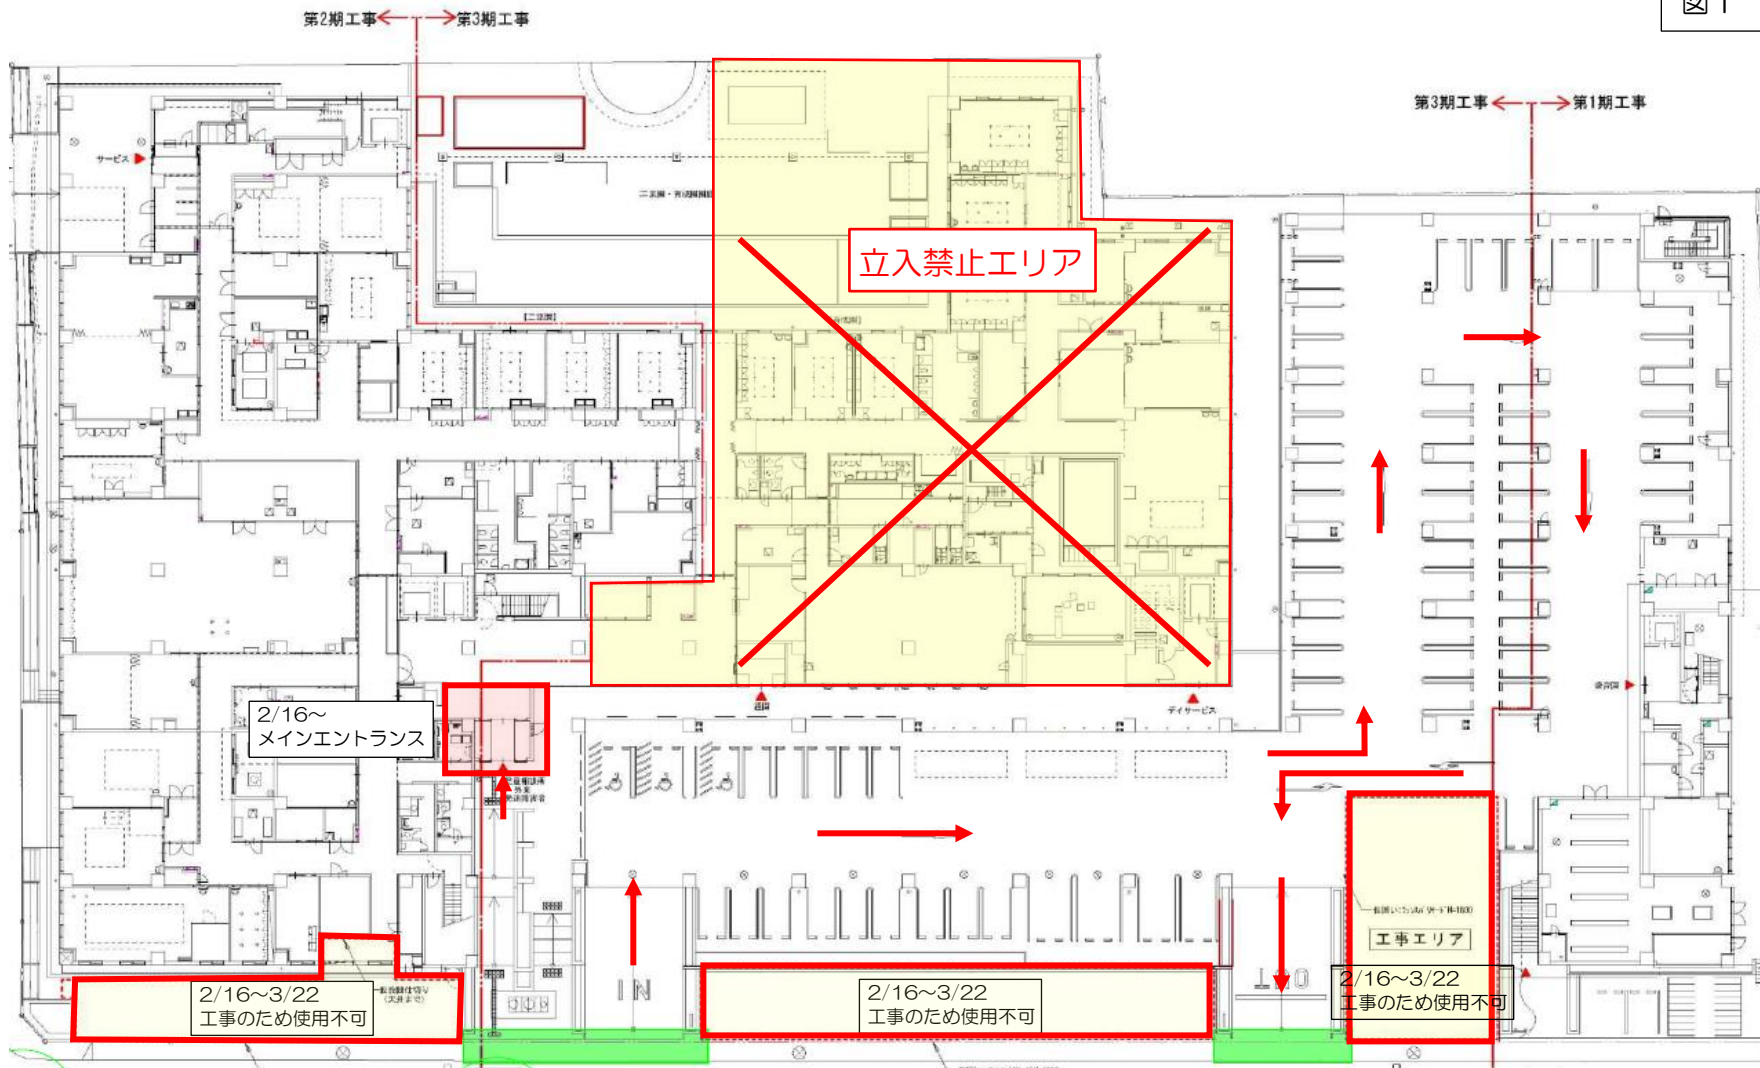 図1
第2期工事
第3期工事
第3期工事
第1期工事
サービス
立入禁止エリア
2/16～
メインエントランス
通園
デイサービス
工事エリア
IN
OUT
2/16～3/22
工事のため使用不可
2/16～3/22
工事のため使用不可
2/16～3/22
工事のため使用不可